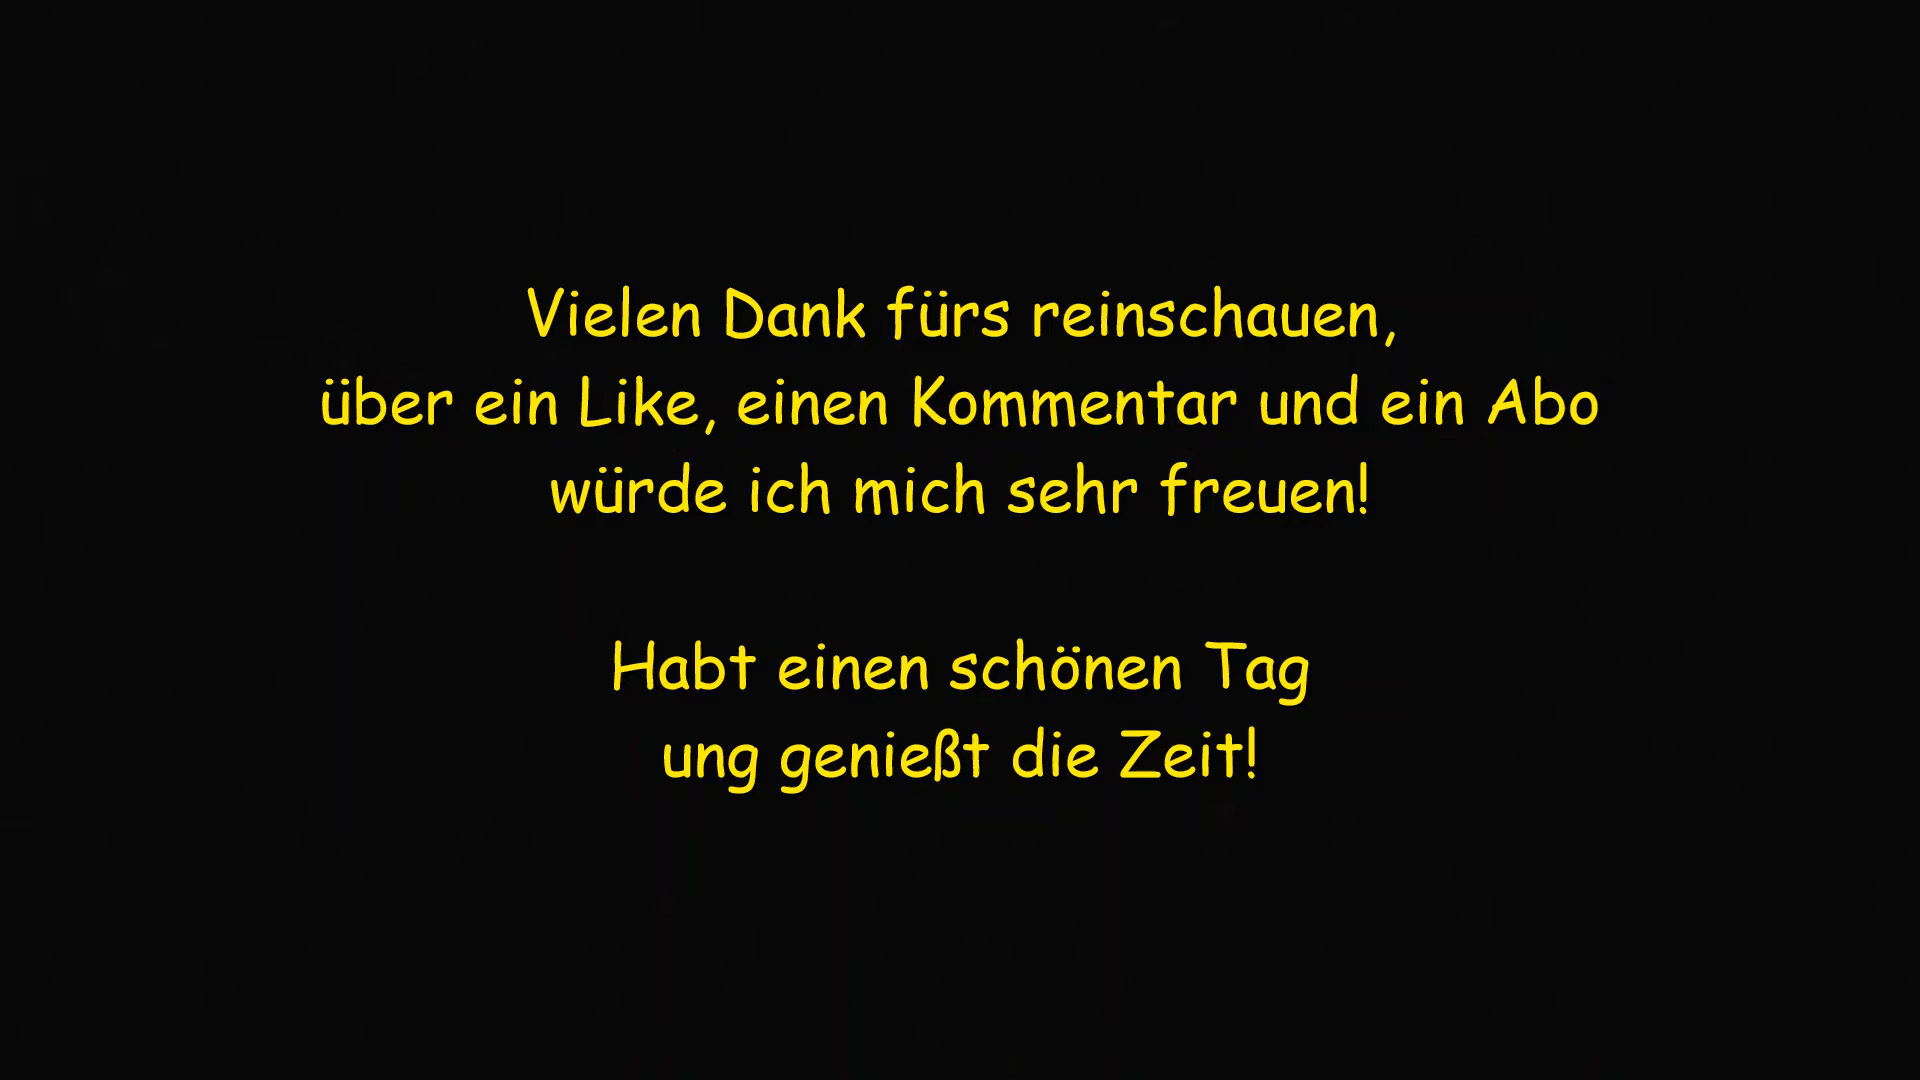 Vielen Dank fürs reinschauen,
über ein Like, einen Kommentar und ein Abo
würde ich mich sehr freuen!
Habt einen schönen Tag
ung genießt die Zeit!